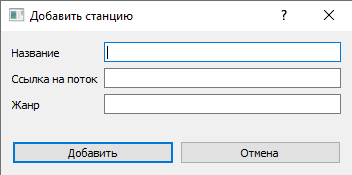 Добавить станцию
Название
Ссылка на поток
Жанр
Добавить Отмена